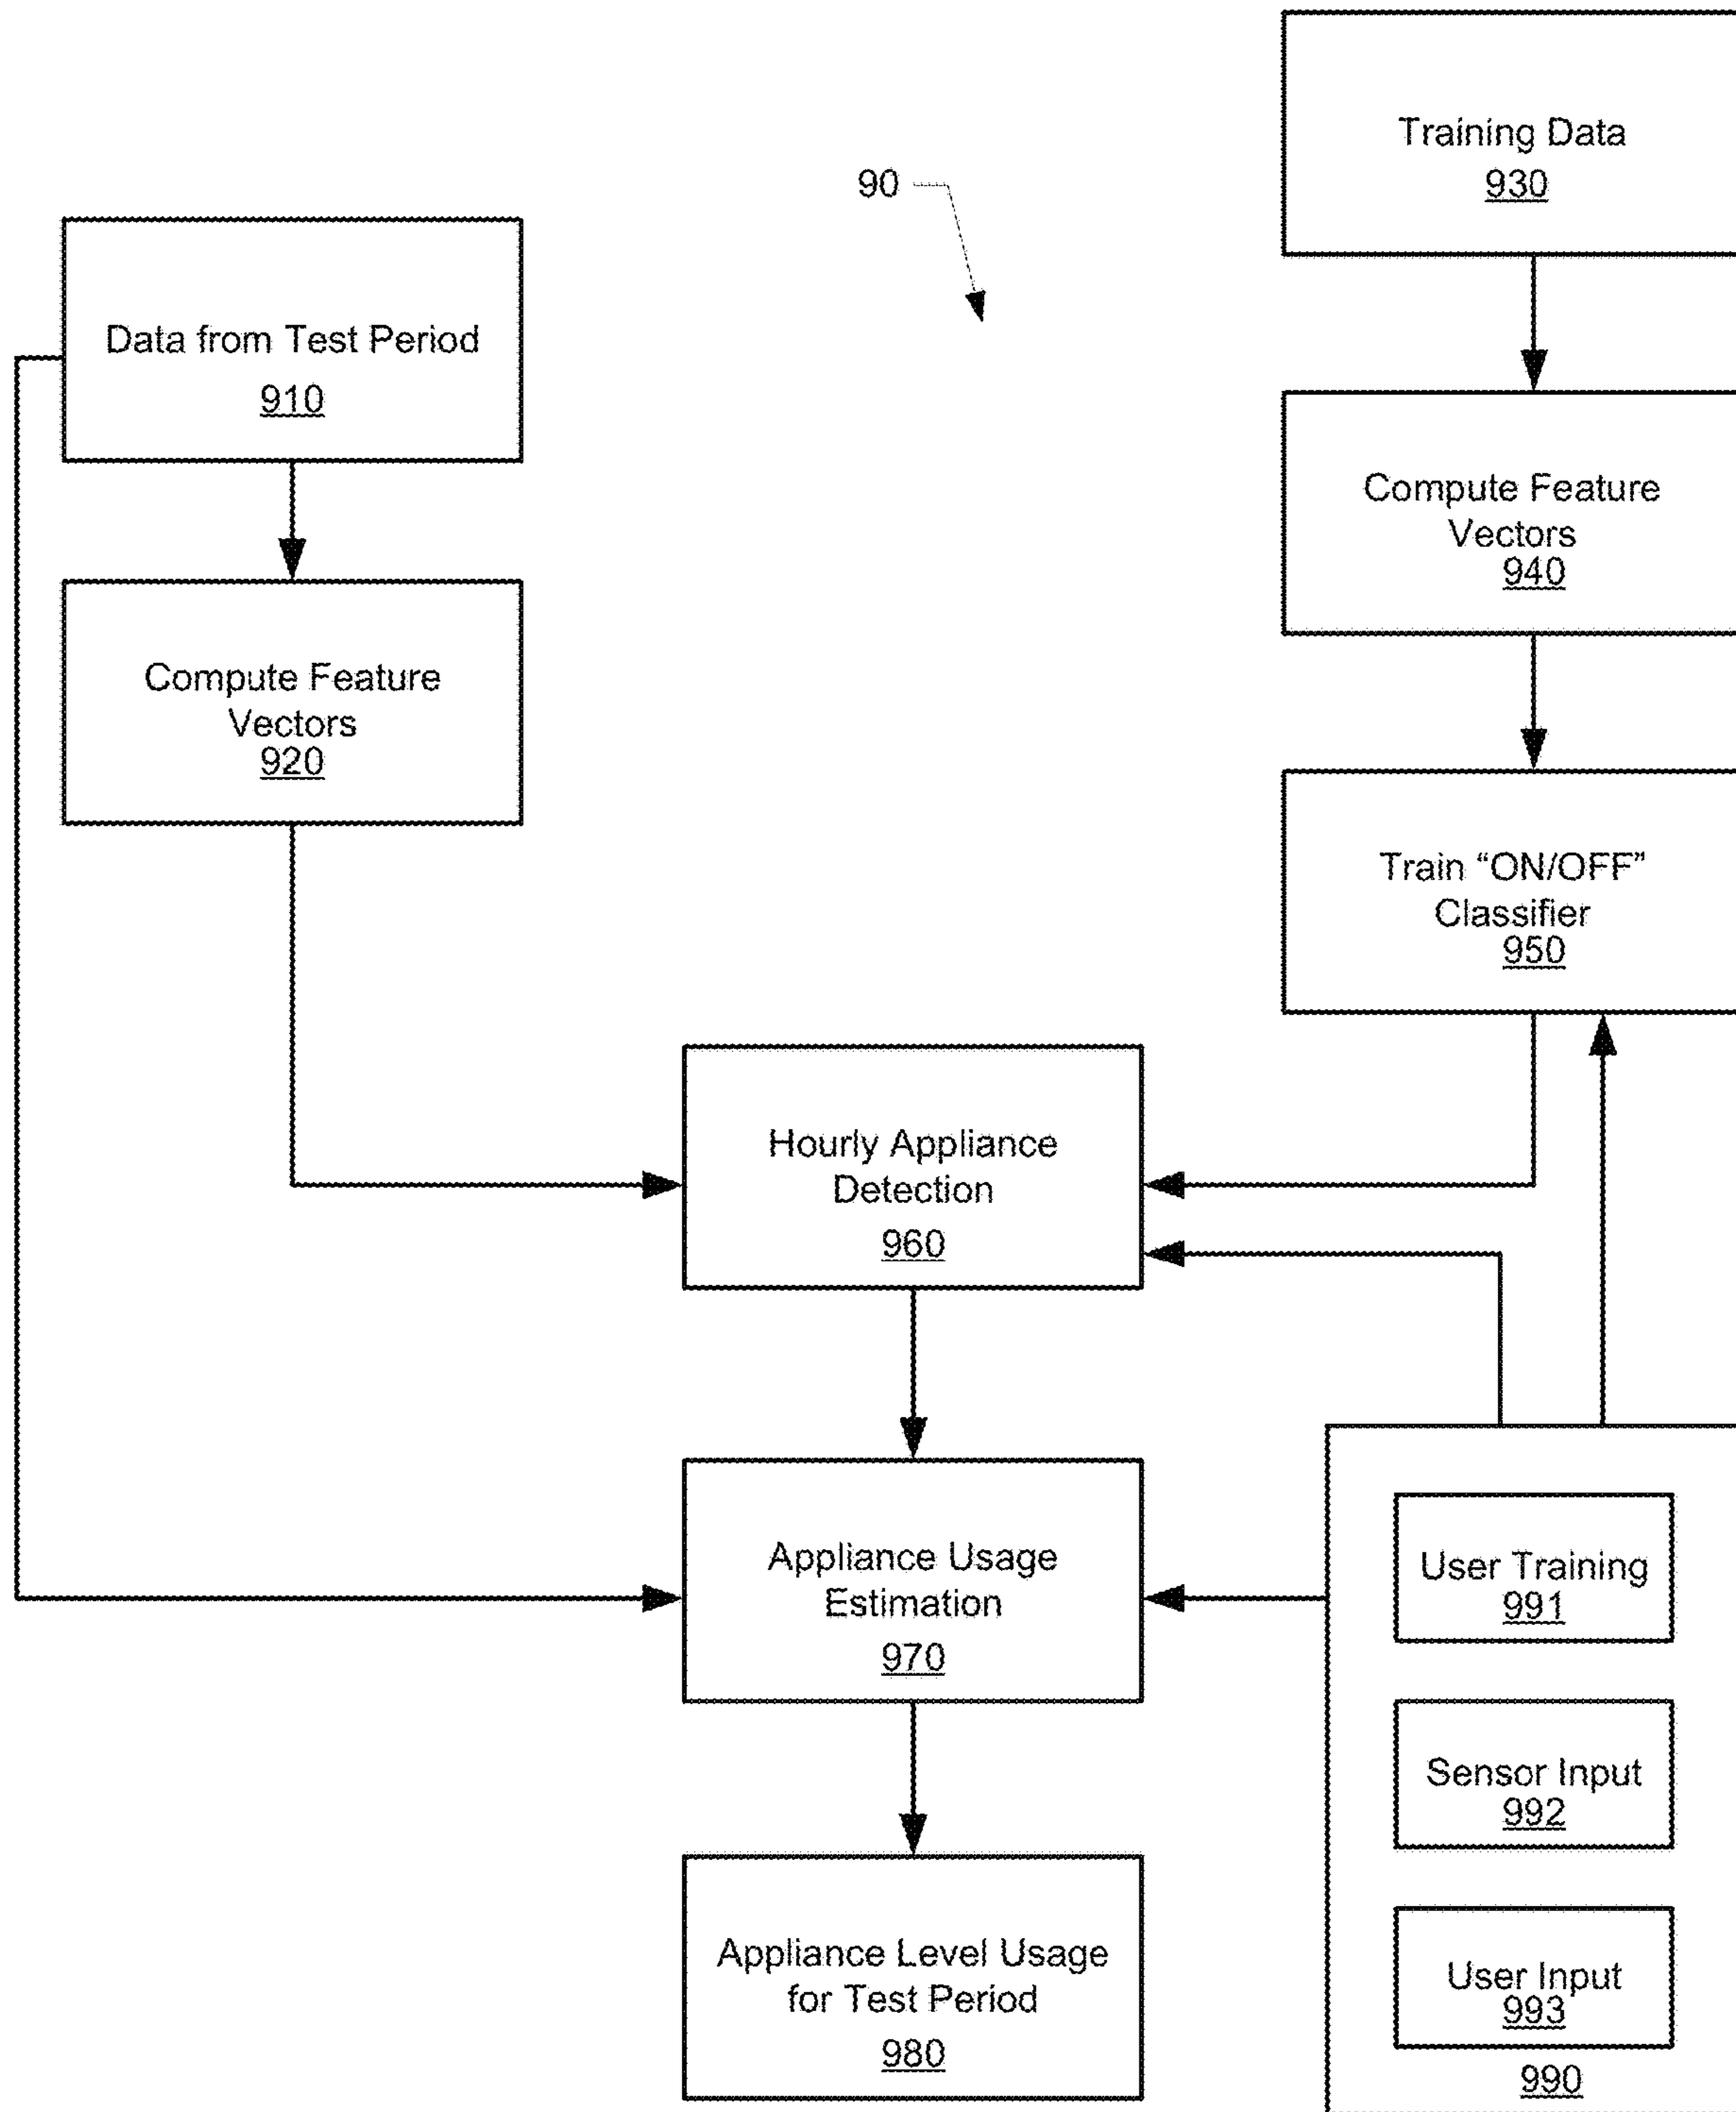 Training Data
930
90
Data from Test Period
910
Compute Feature
Vectors
940
Compute Feature
Vectors
920
Train “ON/OFF”
Classifier
950
Hourly Appliance
Detection
960
Appliance Usage
Estimation
970
User Training
991
Sensor Input
992
Appliance Level Usage
for Test Period
980
User Input
993
990